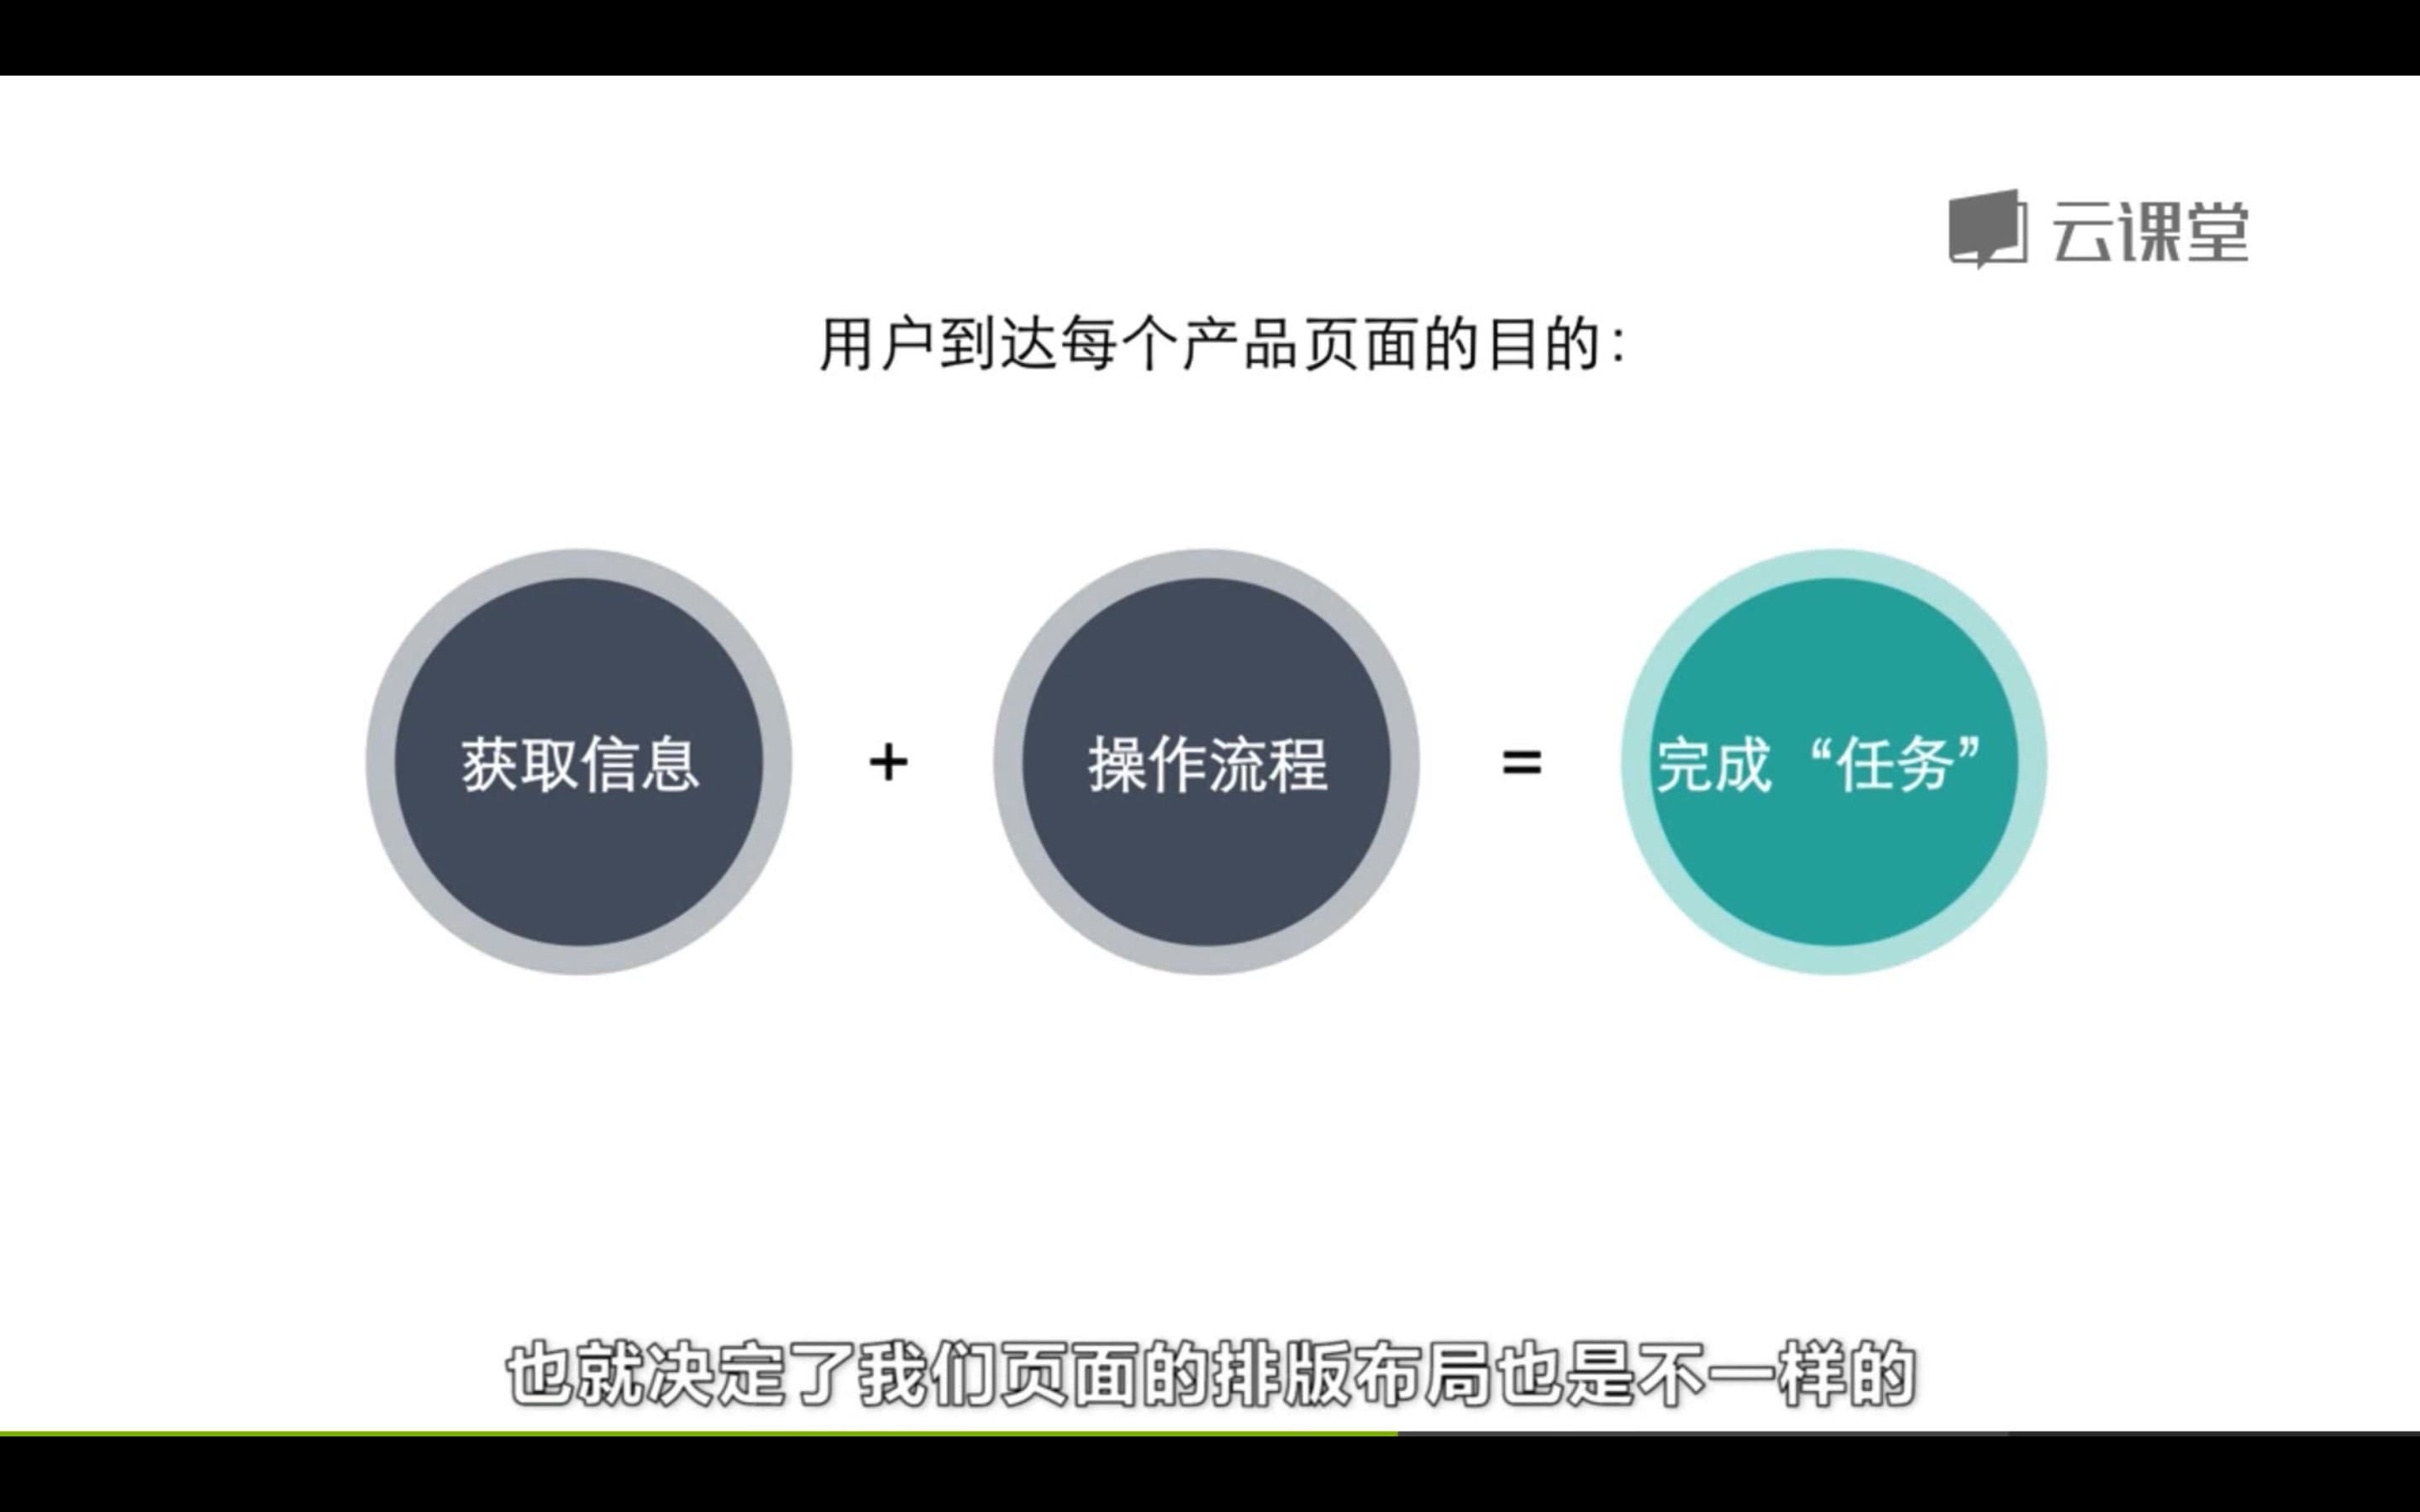 云课堂
用户到达每个产品页面的目的：
获取信息 + 操作流程 = 完成 “任务”
也就决定了我们页面的排版布局也是不一样的